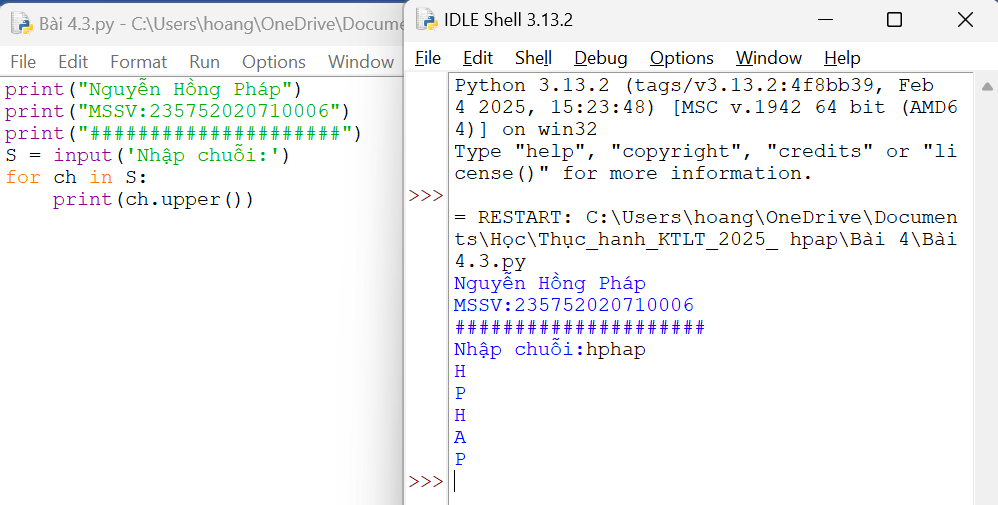 Bài 4.3.py - C:\Users\hoang\OneDrive\Docume
File Edit Format Run Options Window
print("Nguyễn Hồng Pháp")
print("MSSV:235752020710006")
print("#####################")
S = input('Nhập chuỗi:')
for ch in S:
    print(ch.upper())
IDLE Shell 3.13.2
File Edit Shell Debug Options Window Help
Python 3.13.2 (tags/v3.13.2:4f8bb39, Feb
4 2025, 15:23:48) [MSC v.1942 64 bit (AMD6
4)] on win32
Type "help", "copyright", "credits" or "li
cense()" for more information.
>>>
= RESTART: C:\Users\hoang\OneDrive\Documen
ts\Học\Thục_hanh_KTLT_2025_ hpap\Bài 4\Bài
4.3.py
Nguyễn Hồng Pháp
MSSV:235752020710006
#####################
Nhập chuỗi:hphap
H
P
H
A
P
>>>